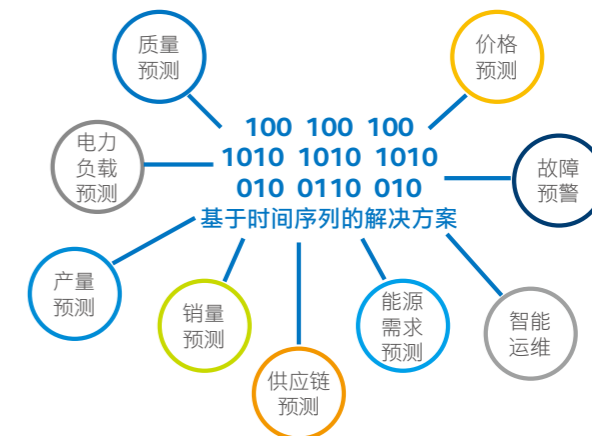 质量
预测
价格
预测
100 100 100
1010 1010 1010
010 0110 010
基于时间序列的解决方案
电力
负载
预测
故障
预警
产量
预测
销量
预测
供应链
预测
能源
需求
预测
智能
运维